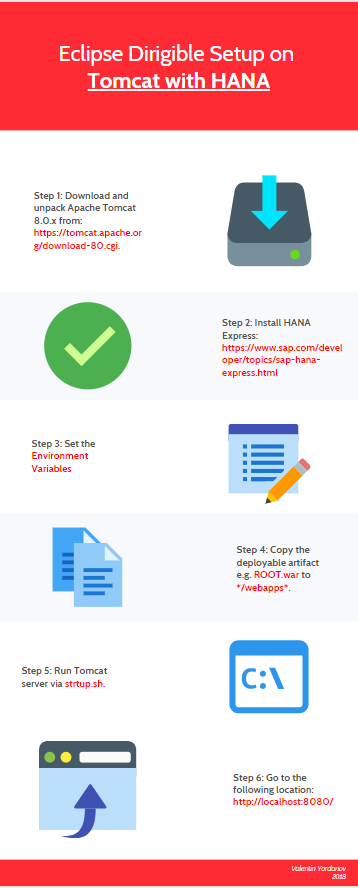 Eclipse Dirigible Setup on
Tomcat with HANA
Step 1: Download and
unpack Apache Tomcat
8.0.x from:
https://tomcat.apache.or
g/download-80.cgi.
Step 2: Install HANA
Express:
https://www.sap.com/devel
oper/topics/sap-hana-
express.html
Step 3: Set the
Environment
Variables
Step 4: Copy the
deployable artifact
e.g. ROOT.war to
*/webapps*.
Step 5: Run Tomcat
server via strtup.sh.
C:\
Step 6: Go to the
following location:
http://localhost:8080/
Valentin Yordanov
2018